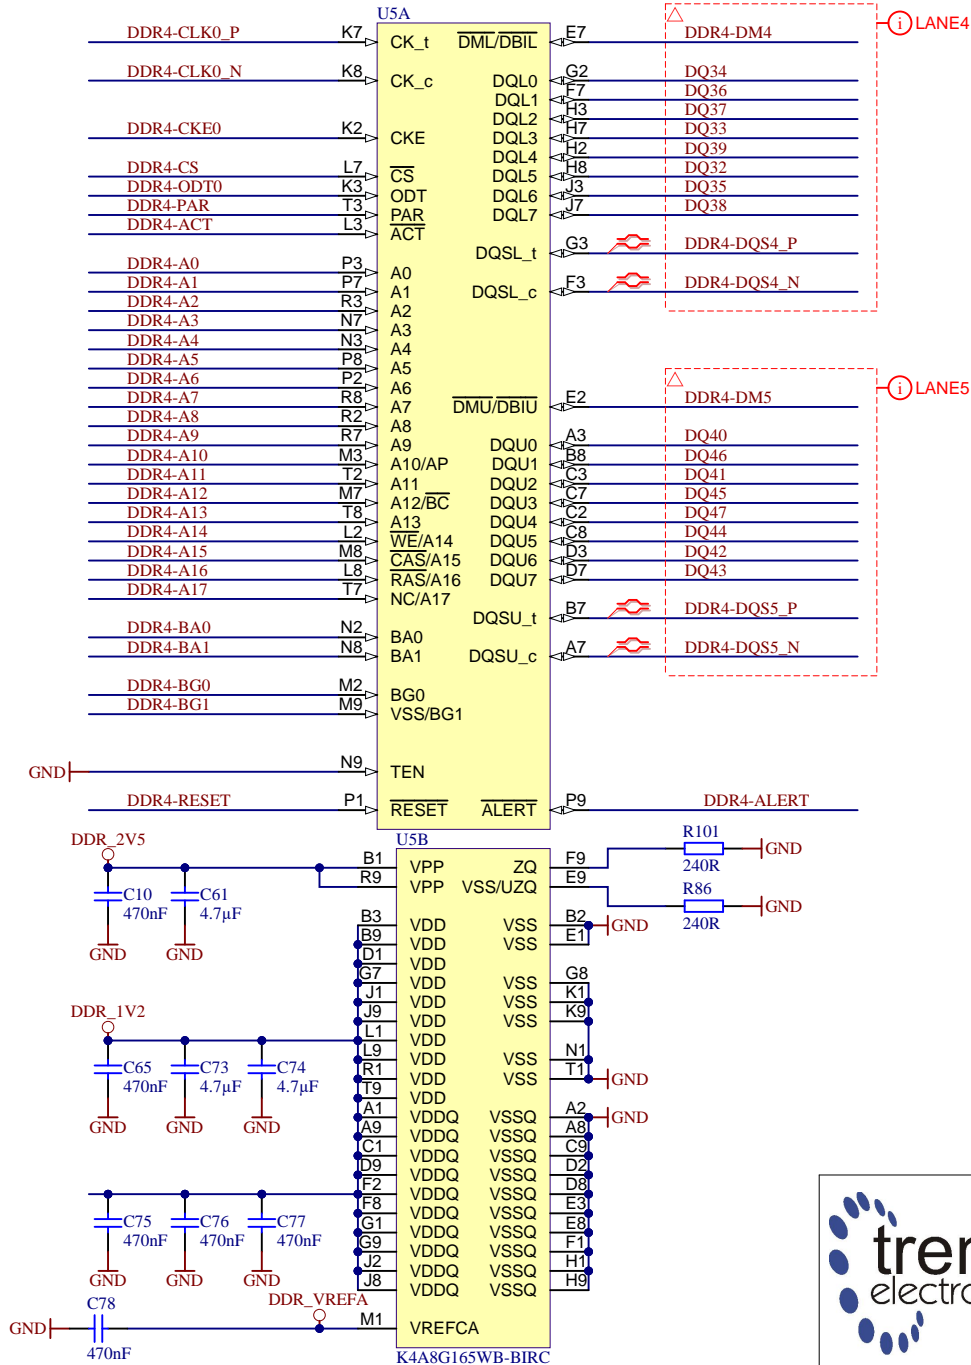 U5A
DDR4-CLK0_P K7 CK_t DML/DBIL E7 DDR4-DM4
i LANE4
DDR4-CLK0_N K8 CK_c DQL0 G2 DQ34
DQL1 F7 DQ36
DQL2 H3 DQ37
DDR4-CKE0 K2 CKE DQL3 H7 DQ33
DQL4 H2 DQ39
DDR4-CS L7 CS DQL5 H8 DQ32
DDR4-ODT0 K3 ODT DQL6 J3 DQ35
DDR4-PAR T3 PAR DQL7 J7 DQ38
DDR4-ACT L3 ACT
DQSL_t G3 DDR4-DQS4_P
DDR4-A0 P3 A0
DDR4-A1 P7 A1 DQSL_c F3 DDR4-DQS4_N
DDR4-A2 R3 A2
DDR4-A3 N7 A3
DDR4-A4 N3 A4
DDR4-A5 P8 A5
DDR4-A6 P2 A6
i LANE5
DDR4-A7 R8 A7 DMU/DBIU E2 DDR4-DM5
DDR4-A8 R2 A8
DDR4-A9 R7 A9 DQU0 A3 DQ40
DDR4-A10 M3 A10/AP DQU1 B8 DQ46
DDR4-A11 T2 A11 DQU2 C3 DQ41
DDR4-A12 M7 A12/BC DQU3 C7 DQ45
DDR4-A13 T8 A13 DQU4 C2 DQ47
DDR4-A14 L2 WE/A14 DQU5 C8 DQ44
DDR4-A15 M8 CAS/A15 DQU6 D3 DQ42
DDR4-A16 L8 RAS/A16 DQU7 D7 DQ43
DDR4-A17 T7 NC/A17
DQSU_t B7 DDR4-DQS5_P
DDR4-BA0 N2 BA0
DDR4-BA1 N8 BA1 DQSU_c A7 DDR4-DQS5_N
DDR4-BG0 M2 BG0
DDR4-BG1 M9 VSS/BG1
GND N9 TEN
DDR4-RESET P1 RESET ALERT P9 DDR4-ALERT
U5B
DDR_2V5 B1 VPP ZQ F9 R101 240R GND
R9 VPP VSS/UZQ E9 R86 240R GND
C10 470nF GND
C61 4.7µF GND
B3 VDD VSS B2 GND
B9 VDD VSS E1
D1 VDD
G7 VDD VSS G8
J1 VDD VSS K1
J9 VDD VSS K9
DDR_1V2 L1 VDD
L9 VDD VSS N1
R1 VDD VSS T1 GND
T9 VDD
C65 470nF GND
C73 4.7µF GND
C74 4.7µF GND
A1 VDDQ VSSQ A2 GND
A9 VDDQ VSSQ A8
C1 VDDQ VSSQ C9
D9 VDDQ VSSQ D2
F2 VDDQ VSSQ D8
F8 VDDQ VSSQ E3
G1 VDDQ VSSQ E8
G9 VDDQ VSSQ F1
J2 VDDQ VSSQ H1
J8 VDDQ VSSQ H9
C75 470nF GND
C76 470nF GND
C77 470nF GND
GND C78 470nF DDR_VREFA M1 VREFCA
K4A8G165WB-BIRC
tren
electro